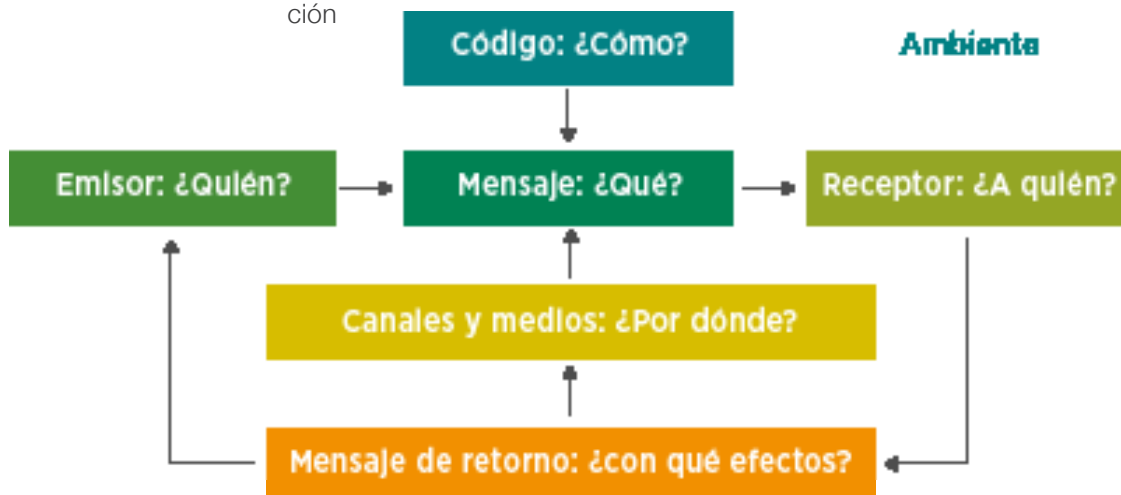 ción
Código: ¿Cómo?
Ambiente
Emisor: ¿Quién?
Mensaje: ¿Qué?
Receptor: ¿A quién?
Canales y medios: ¿Por dónde?
Mensaje de retorno: ¿con qué efectos?